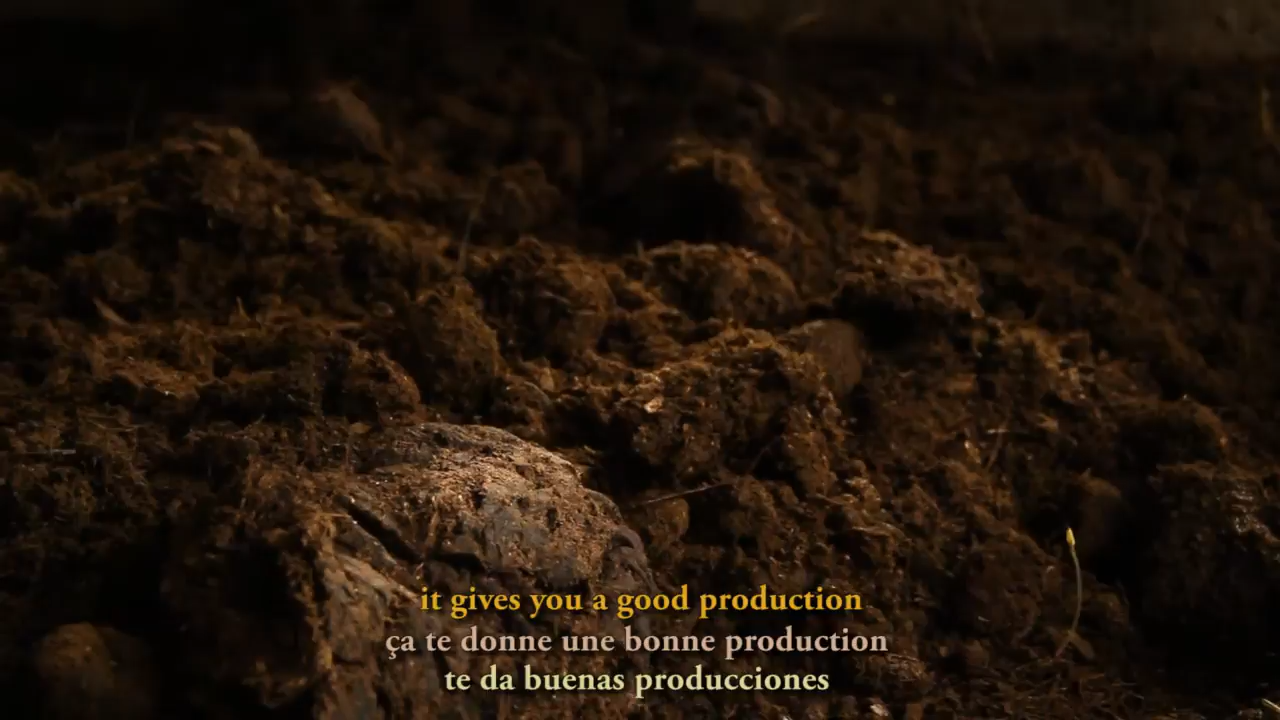 it gives you a good production
ça te donne une bonne production
te da buenas producciones